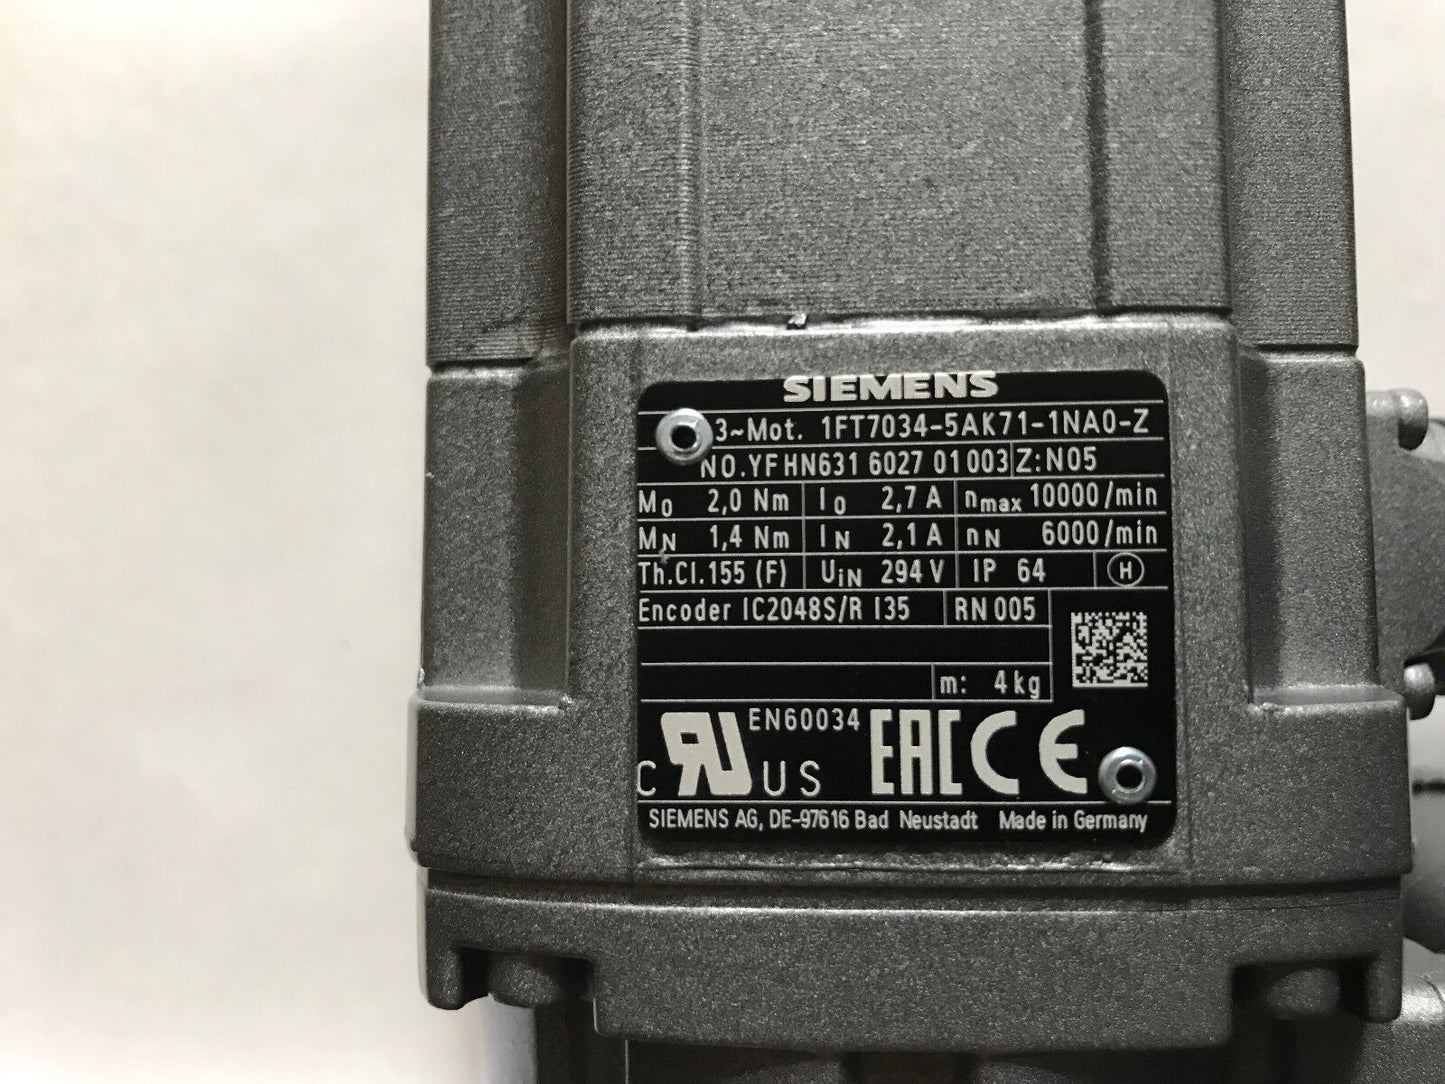 SIEMENS
3~Mot. 1FT7034-5AK71-1NA0-Z
NO.YFHN631 6027 01 003 Z:N05
M0 2,0 Nm I0 2,7 A nmax 10000/min
MN 1,4 Nm IN 2,1 A nN 6000/min
Th.Cl.155 (F) UiN 294 V IP 64 H
Encoder IC2048S/R I35 RN 005
m: 4 kg
EN60034
c RU US EAC CE
SIEMENS AG, DE-97616 Bad Neustadt Made in Germany